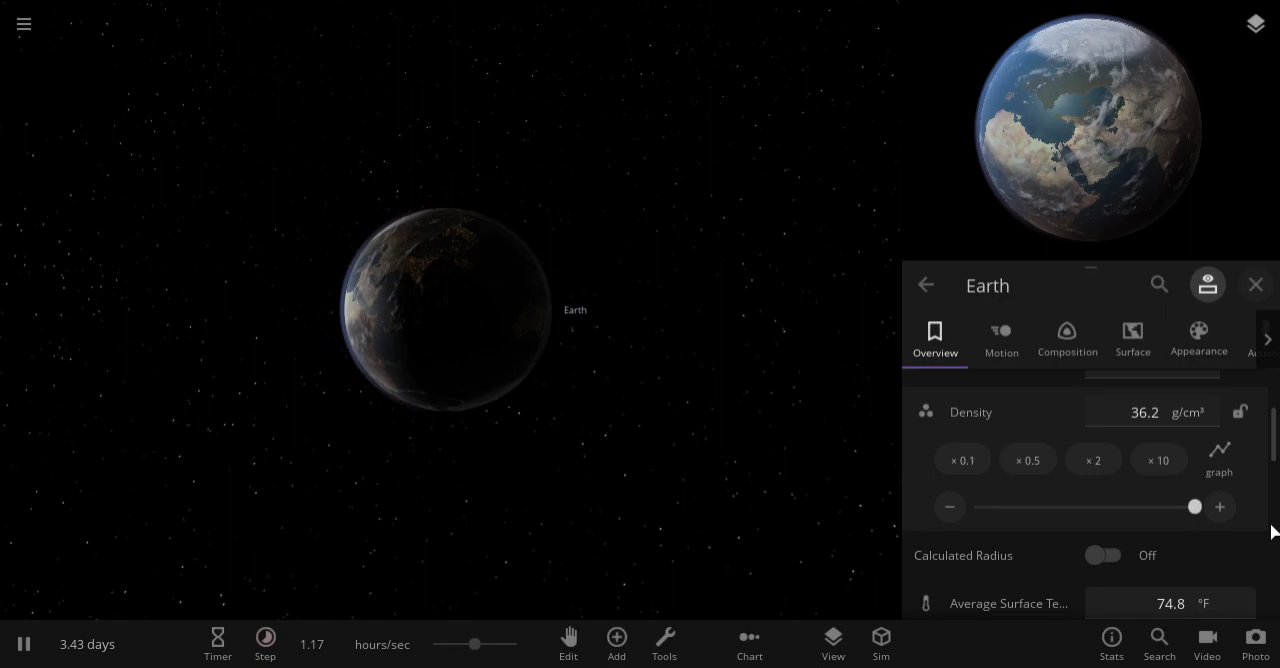 Earth
Earth
Overview
Motion
Composition
Surface
Appearance
Density
36.2 g/cm³
× 0.1
× 0.5
× 2
× 10
graph
Calculated Radius
Off
Average Surface Te...
74.8 °F
3.43 days
Timer
Step
1.17 hours/sec
Edit
Add
Tools
Chart
View
Sim
Stats
Search
Video
Photo